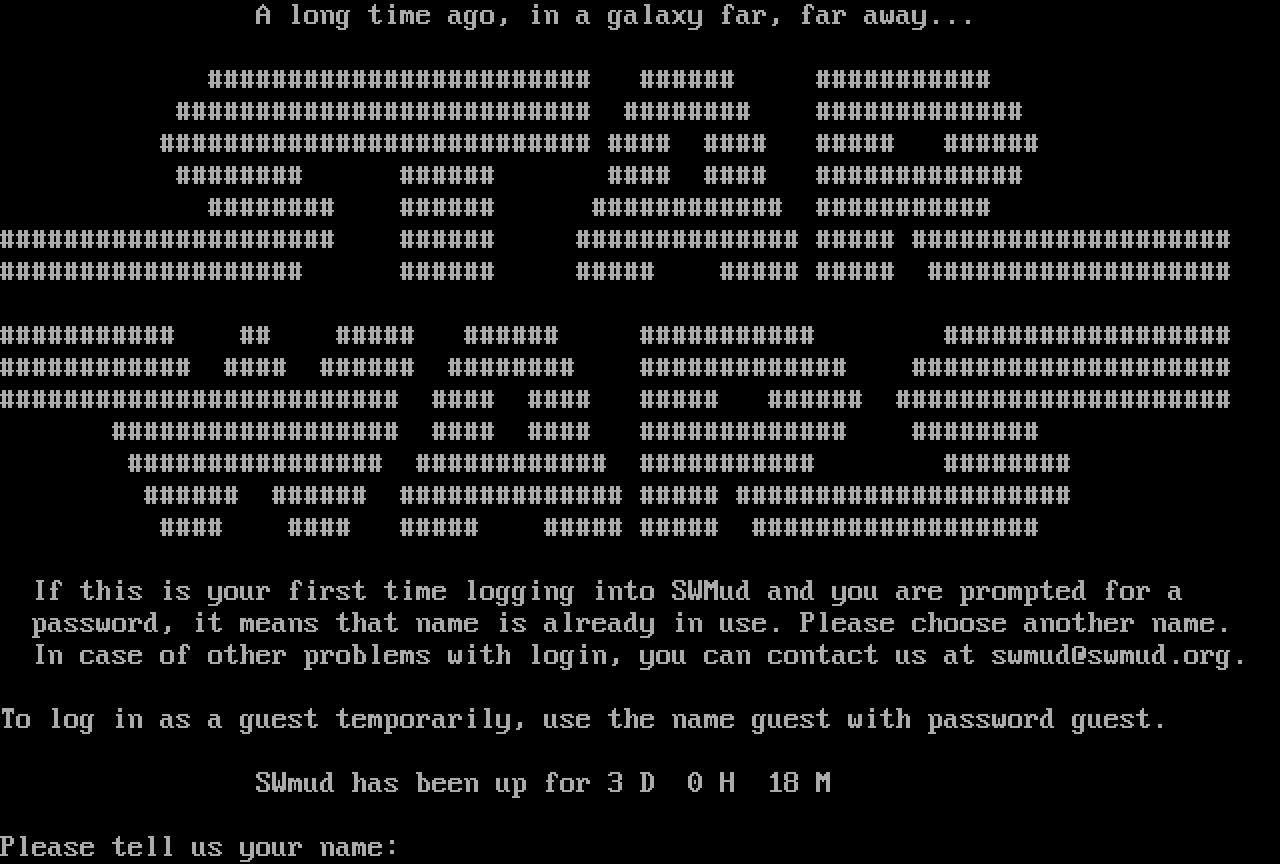 A long time ago, in a galaxy far, far away...
STAR
WARS
If this is your first time logging into SWMud and you are prompted for a
password, it means that name is already in use. Please choose another name.
In case of other problems with login, you can contact us at swmud@swmud.org.
To log in as a guest temporarily, use the name guest with password guest.
SWmud has been up for 3 D  0 H  18 M
Please tell us your name: